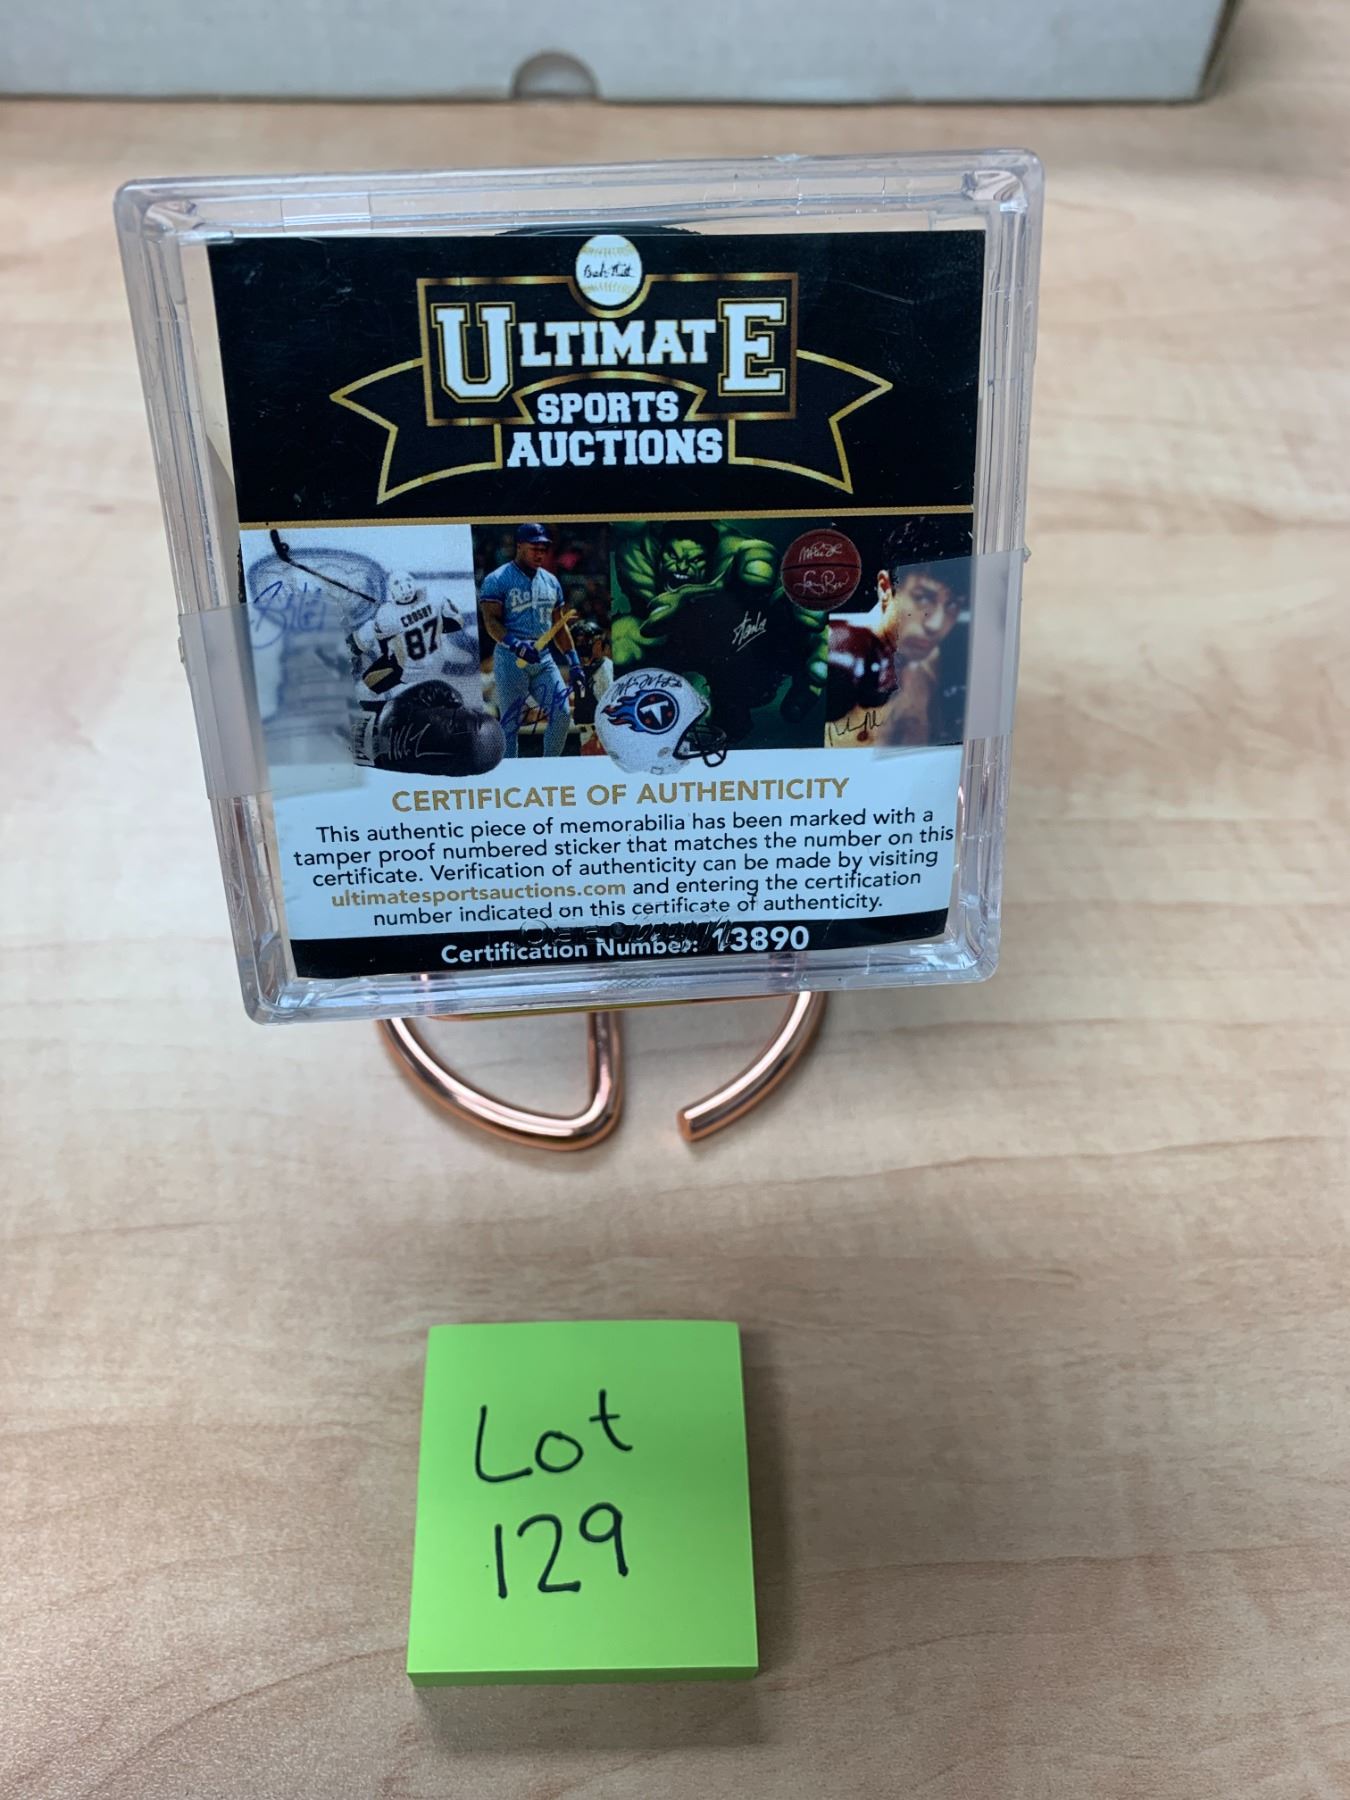 ULTIMATE
SPORTS
AUCTIONS
CROSBY
87
Royals
T
CERTIFICATE OF AUTHENTICITY
This authentic piece of memorabilia has been marked with a
tamper proof numbered sticker that matches the number on this
certificate. Verification of authenticity can be made by visiting
ultimatesportsauctions.com and entering the certification
number indicated on this certificate of authenticity.
Certification Number: 13890
Lot
129